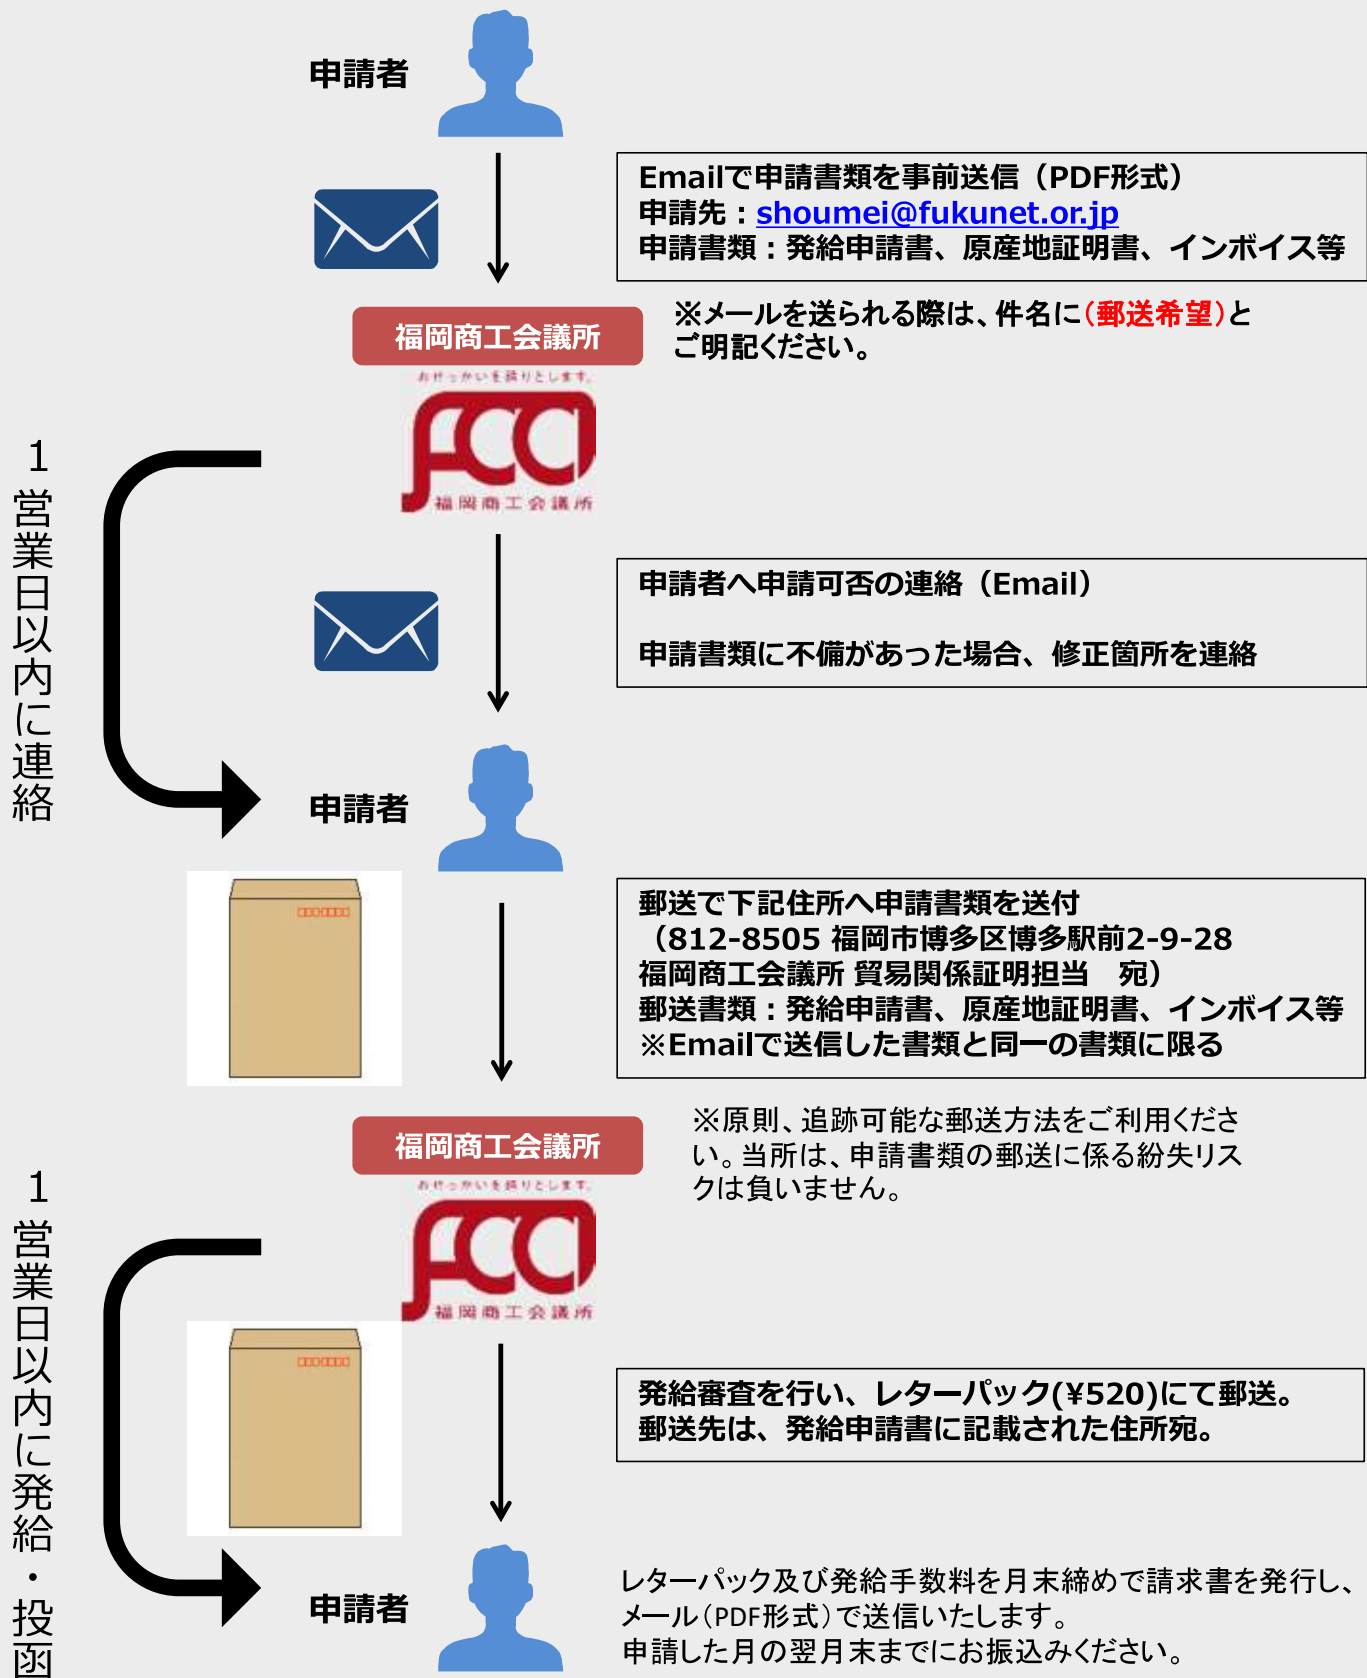 申請者
Emailで申請書類を事前送信（PDF形式）
申請先：shoumei@fukunet.or.jp
申請書類：発給申請書、原産地証明書、インボイス等
福岡商工会議所
※メールを送られる際は、件名に（郵送希望）と
ご明記ください。
おせっかいを誇りとします。
FCCI
福岡商工会議所
1営業日以内に連絡
申請者へ申請可否の連絡（Email）
申請書類に不備があった場合、修正箇所を連絡
申請者
郵送で下記住所へ申請書類を送付
（812-8505 福岡市博多区博多駅前2-9-28
福岡商工会議所 貿易関係証明担当　宛）
郵送書類：発給申請書、原産地証明書、インボイス等
※Emailで送信した書類と同一の書類に限る
福岡商工会議所
※原則、追跡可能な郵送方法をご利用くださ
い。当所は、申請書類の郵送に係る紛失リス
クは負いません。
おせっかいを誇りとします。
FCCI
福岡商工会議所
1営業日以内に発給・投函
発給審査を行い、レターパック(¥520)にて郵送。
郵送先は、発給申請書に記載された住所宛。
申請者
レターパック及び発給手数料を月末締めで請求書を発行し、
メール（PDF形式）で送信いたします。
申請した月の翌月末までにお振込みください。